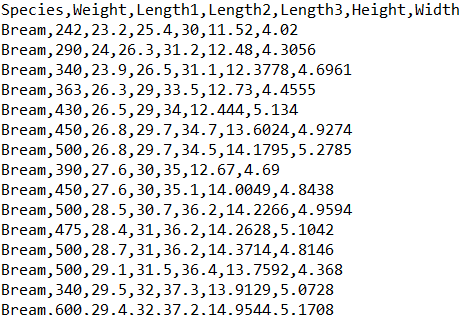 Species,Weight,Length1,Length2,Length3,Height,Width
Bream,242,23.2,25.4,30,11.52,4.02
Bream,290,24,26.3,31.2,12.48,4.3056
Bream,340,23.9,26.5,31.1,12.3778,4.6961
Bream,363,26.3,29,33.5,12.73,4.4555
Bream,430,26.5,29,34,12.444,5.134
Bream,450,26.8,29.7,34.7,13.6024,4.9274
Bream,500,26.8,29.7,34.5,14.1795,5.2785
Bream,390,27.6,30,35,12.67,4.69
Bream,450,27.6,30,35.1,14.0049,4.8438
Bream,500,28.5,30.7,36.2,14.2266,4.9594
Bream,475,28.4,31,36.2,14.2628,5.1042
Bream,500,28.7,31,36.2,14.3714,4.8146
Bream,500,29.1,31.5,36.4,13.7592,4.368
Bream,340,29.5,32,37.3,13.9129,5.0728
Bream,600,29.4,32,37.2,14.9544,5.1708